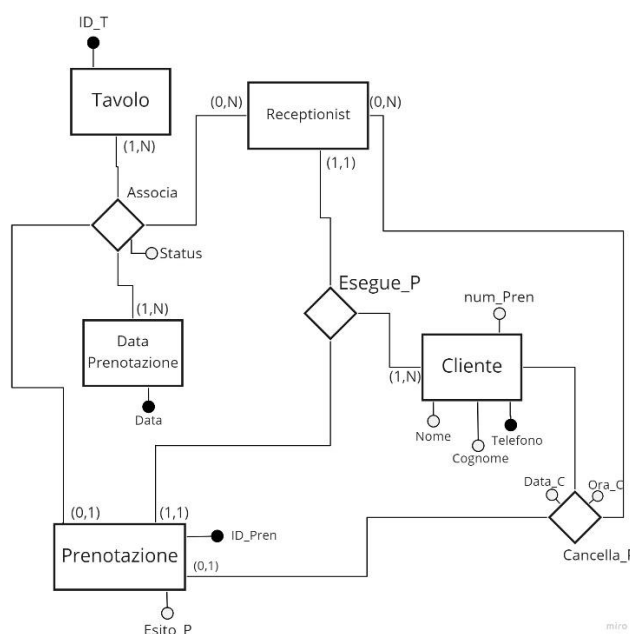 ID_T
Tavolo
(0,N)
Receptionist
(0,N)
(1,N)
(1,1)
Associa
Status
Esegue_P
num_Pren
(1,N)
Data
Prenotazione
Cliente
(1,N)
Data
Nome
Telefono
Cognome
Data_C
Ora_C
(0,1)
(1,1)
ID_Pren
Prenotazione
(0,1)
Cancella_P
Esito_P
miro